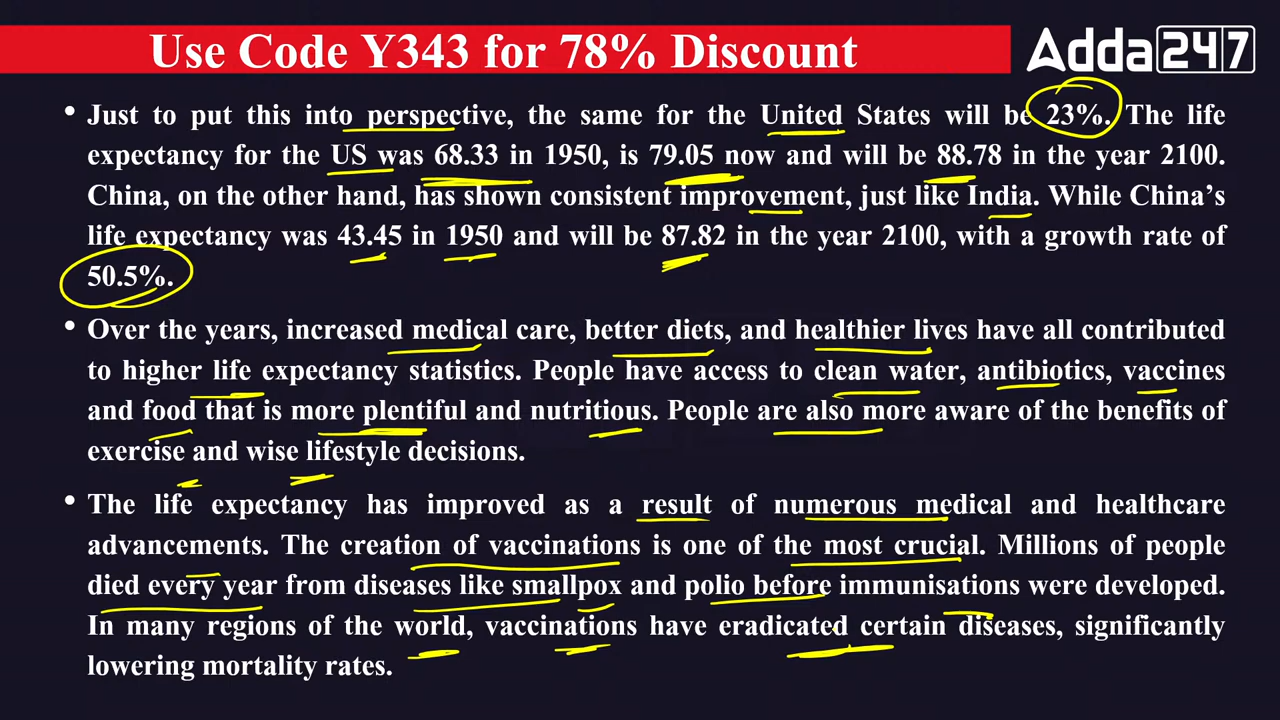 Use Code Y343 for 78% Discount
Adda247
• Just to put this into perspective, the same for the United States will be 23%. The life
expectancy for the US was 68.33 in 1950, is 79.05 now and will be 88.78 in the year 2100.
China, on the other hand, has shown consistent improvement, just like India. While China’s
life expectancy was 43.45 in 1950 and will be 87.82 in the year 2100, with a growth rate of
50.5%.
• Over the years, increased medical care, better diets, and healthier lives have all contributed
to higher life expectancy statistics. People have access to clean water, antibiotics, vaccines
and food that is more plentiful and nutritious. People are also more aware of the benefits of
exercise and wise lifestyle decisions.
• The life expectancy has improved as a result of numerous medical and healthcare
advancements. The creation of vaccinations is one of the most crucial. Millions of people
died every year from diseases like smallpox and polio before immunisations were developed.
In many regions of the world, vaccinations have eradicated certain diseases, significantly
lowering mortality rates.